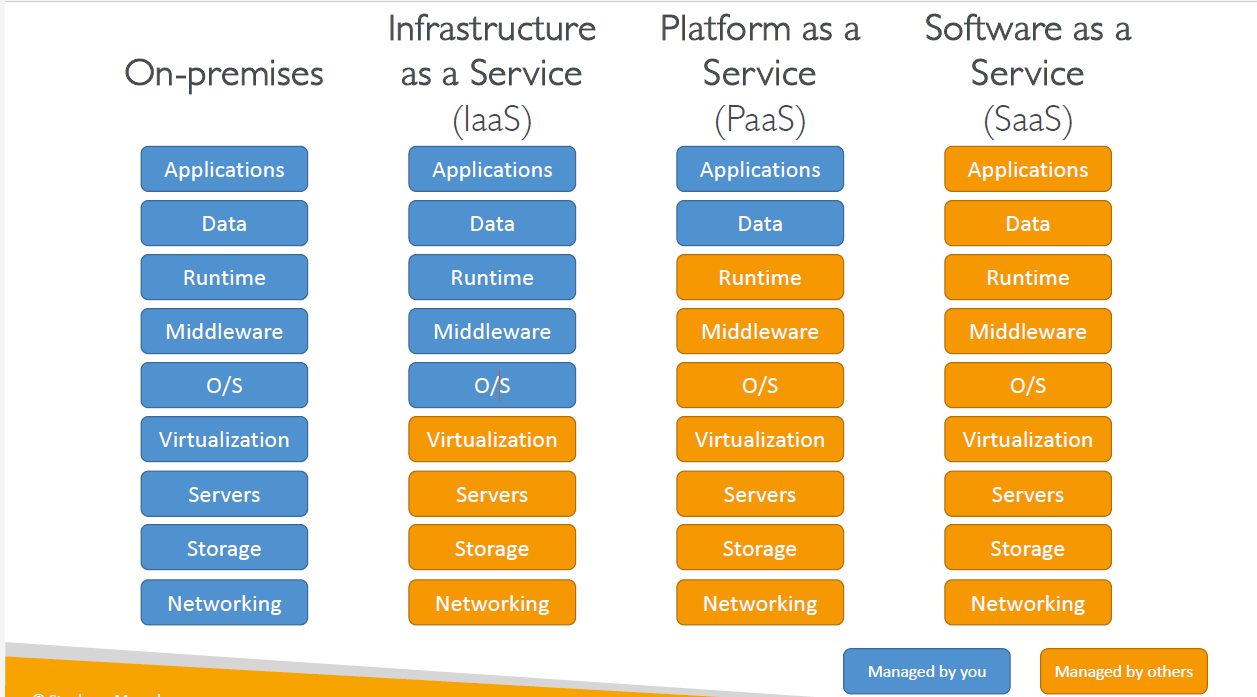 On-premises
Infrastructure
as a Service
(IaaS)
Platform as a
Service
(PaaS)
Software as a
Service
(SaaS)
Applications
Data
Runtime
Middleware
O/S
Virtualization
Servers
Storage
Networking
Applications
Data
Runtime
Middleware
O/S
Virtualization
Servers
Storage
Networking
Applications
Data
Runtime
Middleware
O/S
Virtualization
Servers
Storage
Networking
Applications
Data
Runtime
Middleware
O/S
Virtualization
Servers
Storage
Networking
Managed by you
Managed by others